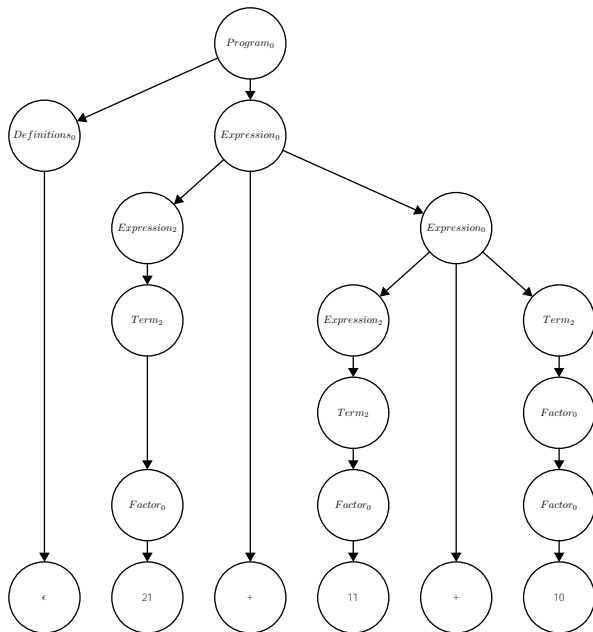 Program₀
Definitions₀ Expression₀
Expression₂ Expression₀
Term₂ Expression₂ Term₂
Term₂ Factor₀
Factor₀ Factor₀ Factor₀
ϵ 21 + 11 + 10